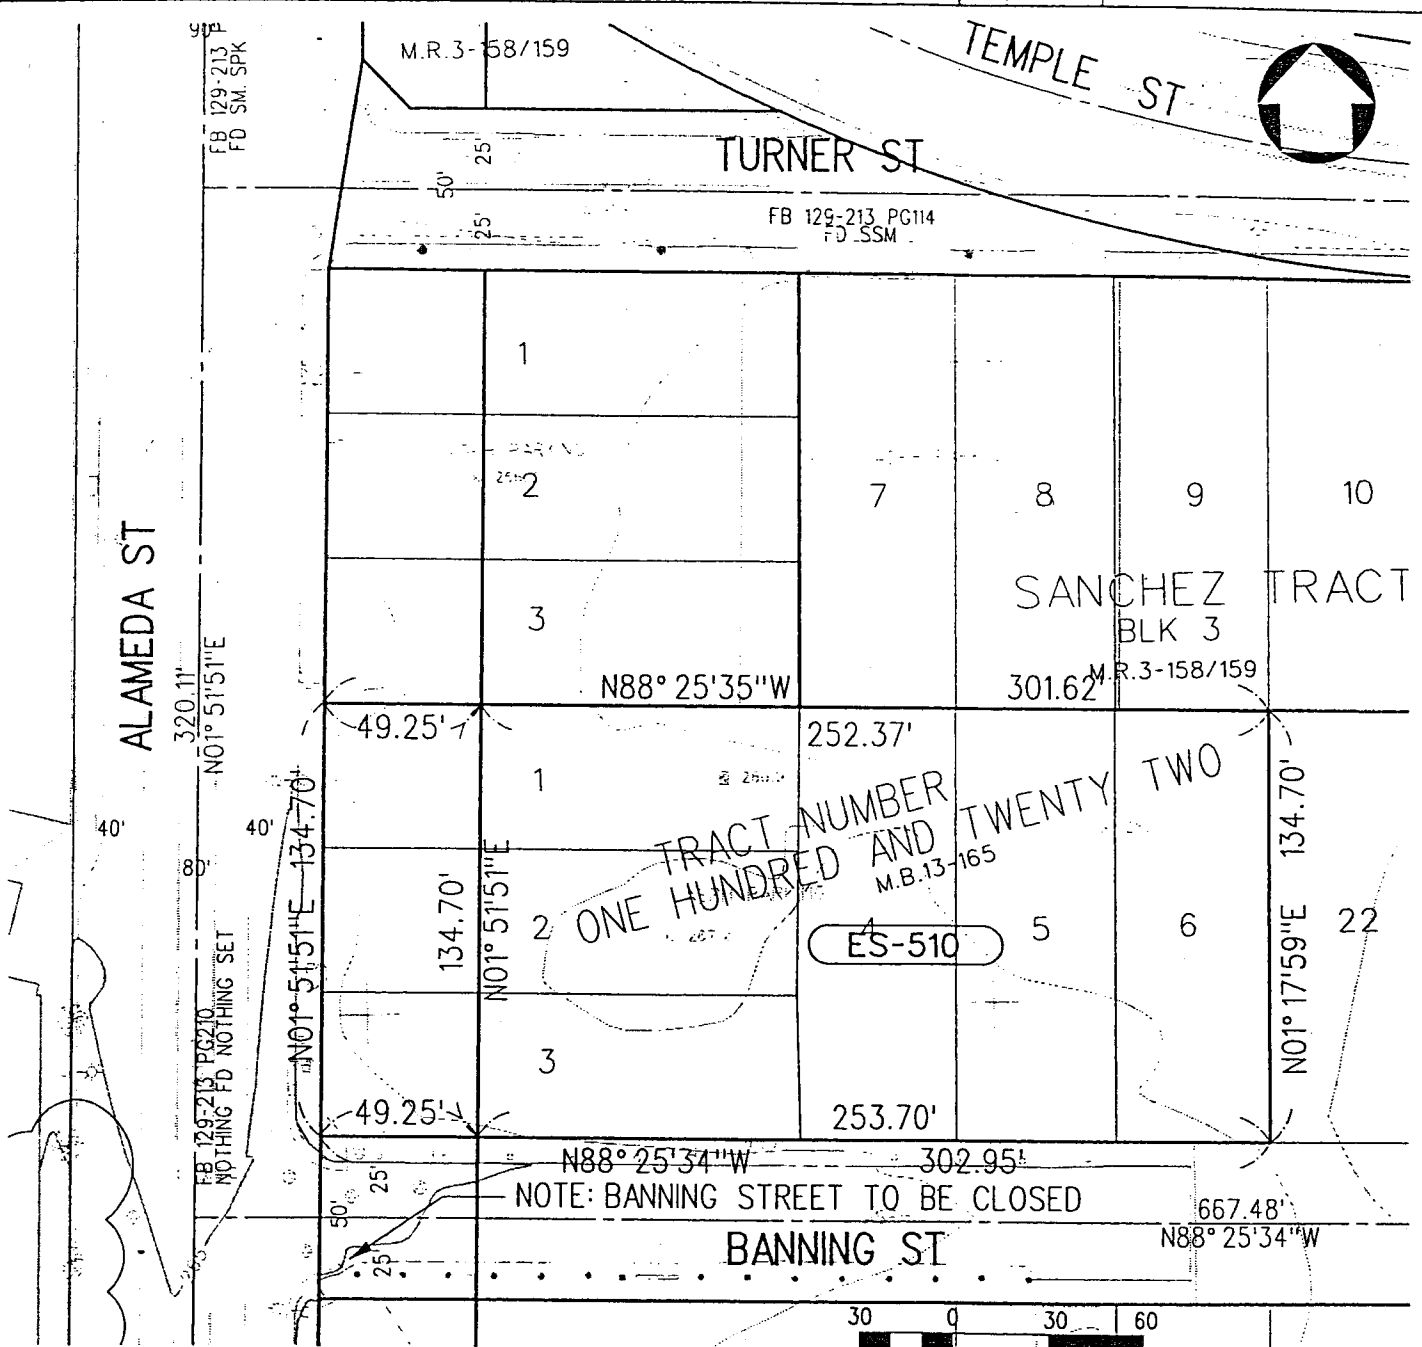 M.R.3-158/159
TEMPLE ST
FB 129-213 P
FD SM. SPK
TURNER ST
25'
50'
25'
FB 129-213 PG114
FD SSM
1
2
3
7
8
9
10
SANCHEZ TRACT
BLK 3
M.R.3-158/159
ALAMEDA ST
320.11'
N01°51'51"E
N88°25'35"W
301.62'
49.25'
252.37'
1
TRACT NUMBER
ONE HUNDRED AND TWENTY TWO
M.B.13-165
40'
40'
80'
N01°51'51"E 134.70'
134.70'
N01°51'51"E
134.70'
N01°17'59"E
2
4
ES-510
5
6
22
3
FB 129-213 PG210
NOTHING FD NOTHING SET
49.25'
253.70'
N88°25'34"W
302.95'
NOTE: BANNING STREET TO BE CLOSED
25'
50'
25'
667.48'
N88°25'34"W
BANNING ST
30 0 30 60